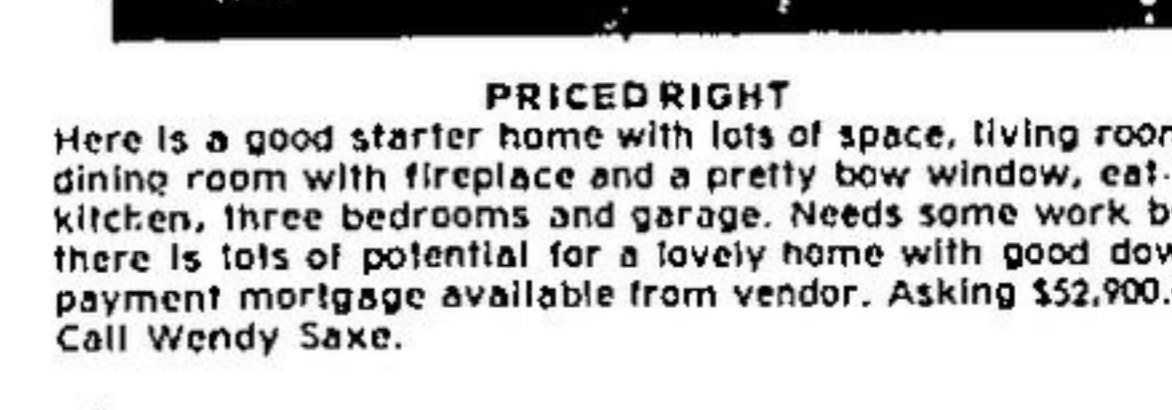 PRICED RIGHT
Here is a good starter home with lots of space, living
dining room with fireplace and a pretty bow window, eat-
kitchen, three bedrooms and garage. Needs some work
there is lots of potential for a lovely home with good
payment mortgage available from vendor. Asking $52,900.
Call Wendy Saxe.